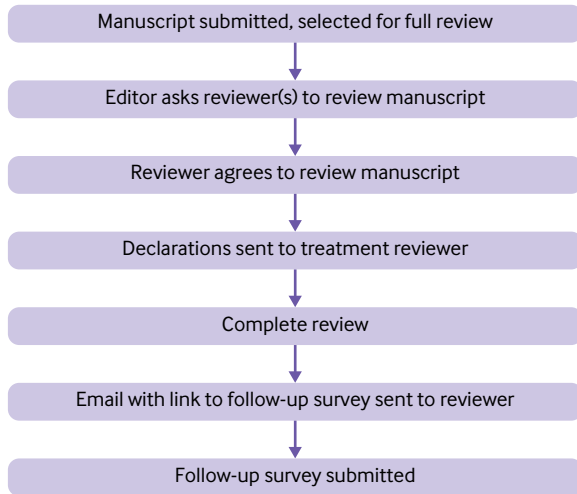 Manuscript submitted, selected for full review
Editor asks reviewer(s) to review manuscript
Reviewer agrees to review manuscript
Declarations sent to treatment reviewer
Complete review
Email with link to follow-up survey sent to reviewer
Follow-up survey submitted